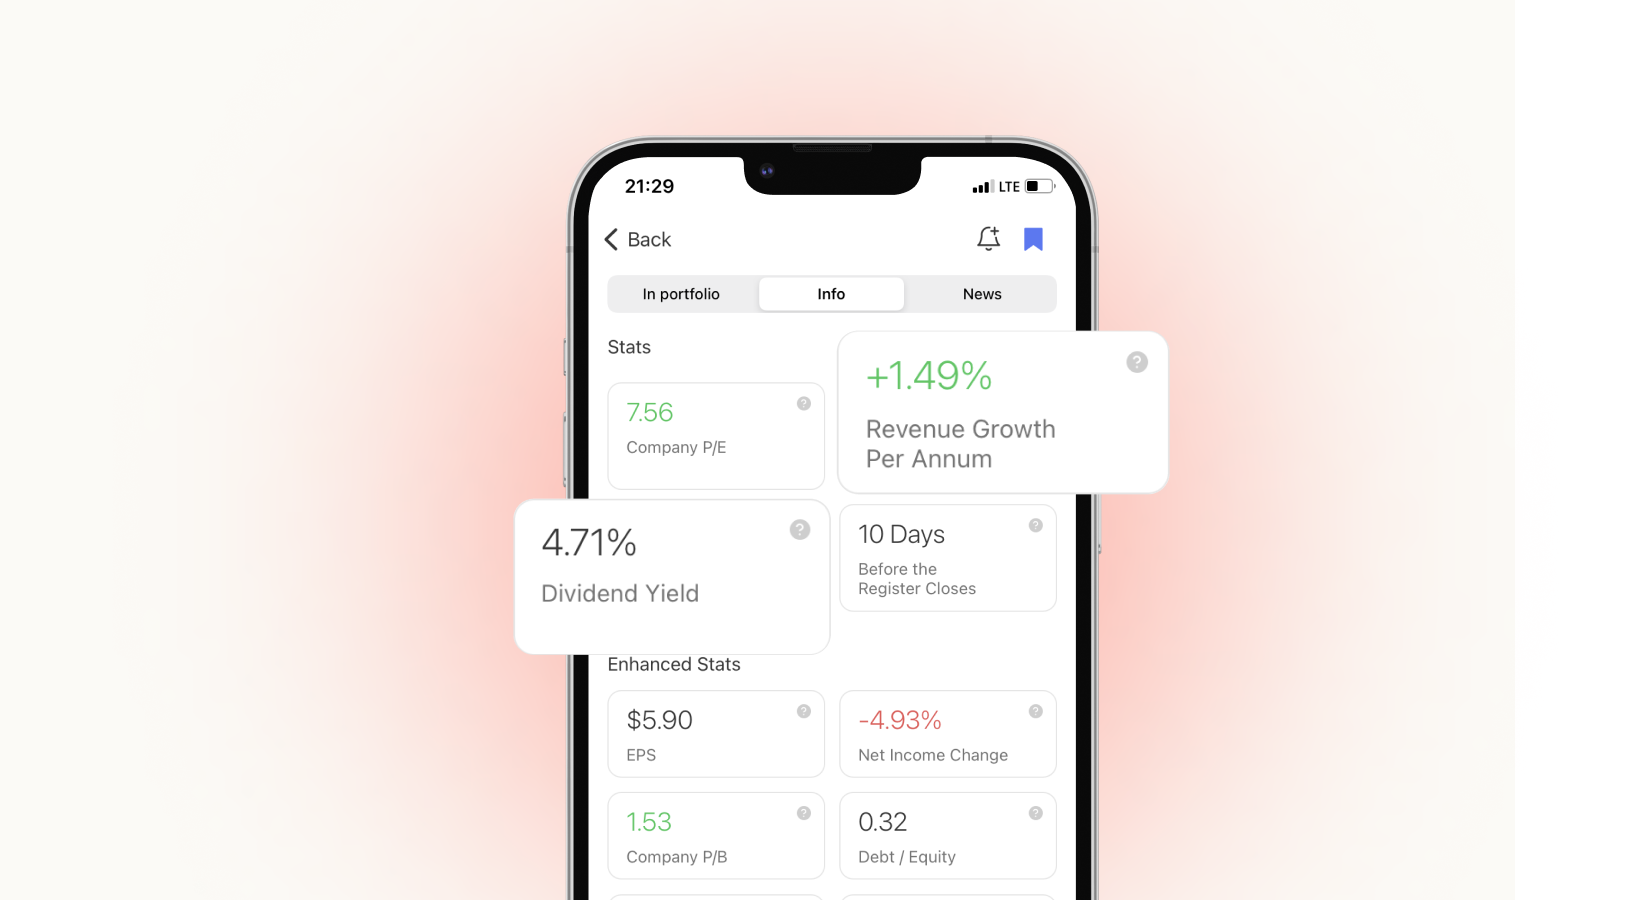 21:29
LTE
Back
In portfolio
Info
News
Stats
7.56
?
Company P/E
+1.49%
?
Revenue Growth
Per Annum
4.71%
?
Dividend Yield
10 Days
?
Before the
Register Closes
Enhanced Stats
$5.90
?
EPS
-4.93%
?
Net Income Change
1.53
?
Company P/B
0.32
?
Debt / Equity